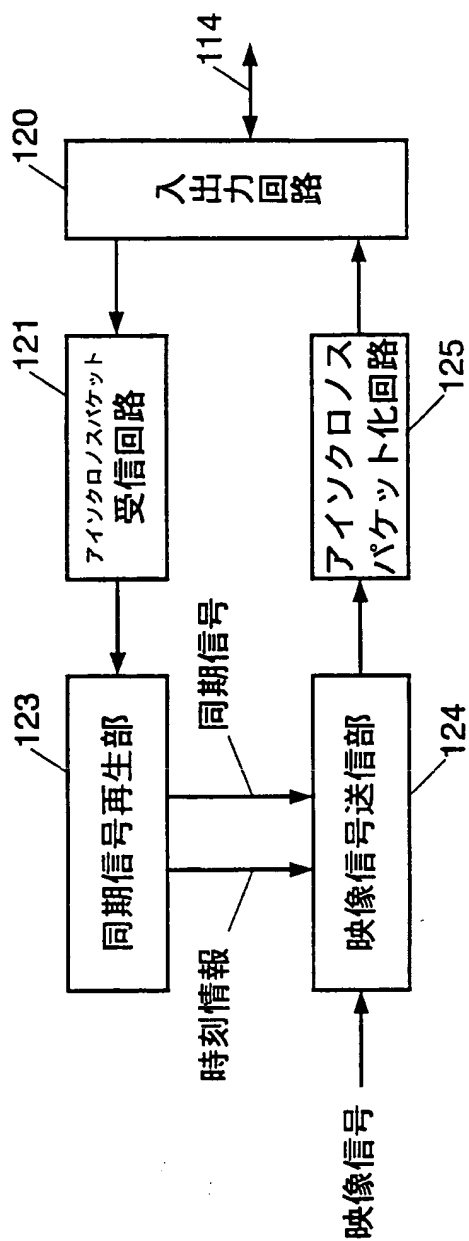 120
114
入出力回路
121
アイソクロノスパケット
受信回路
アイソクロノス
パケット化回路
125
123
同期信号再生部
同期信号
時刻情報
映像信号送信部
124
映像信号